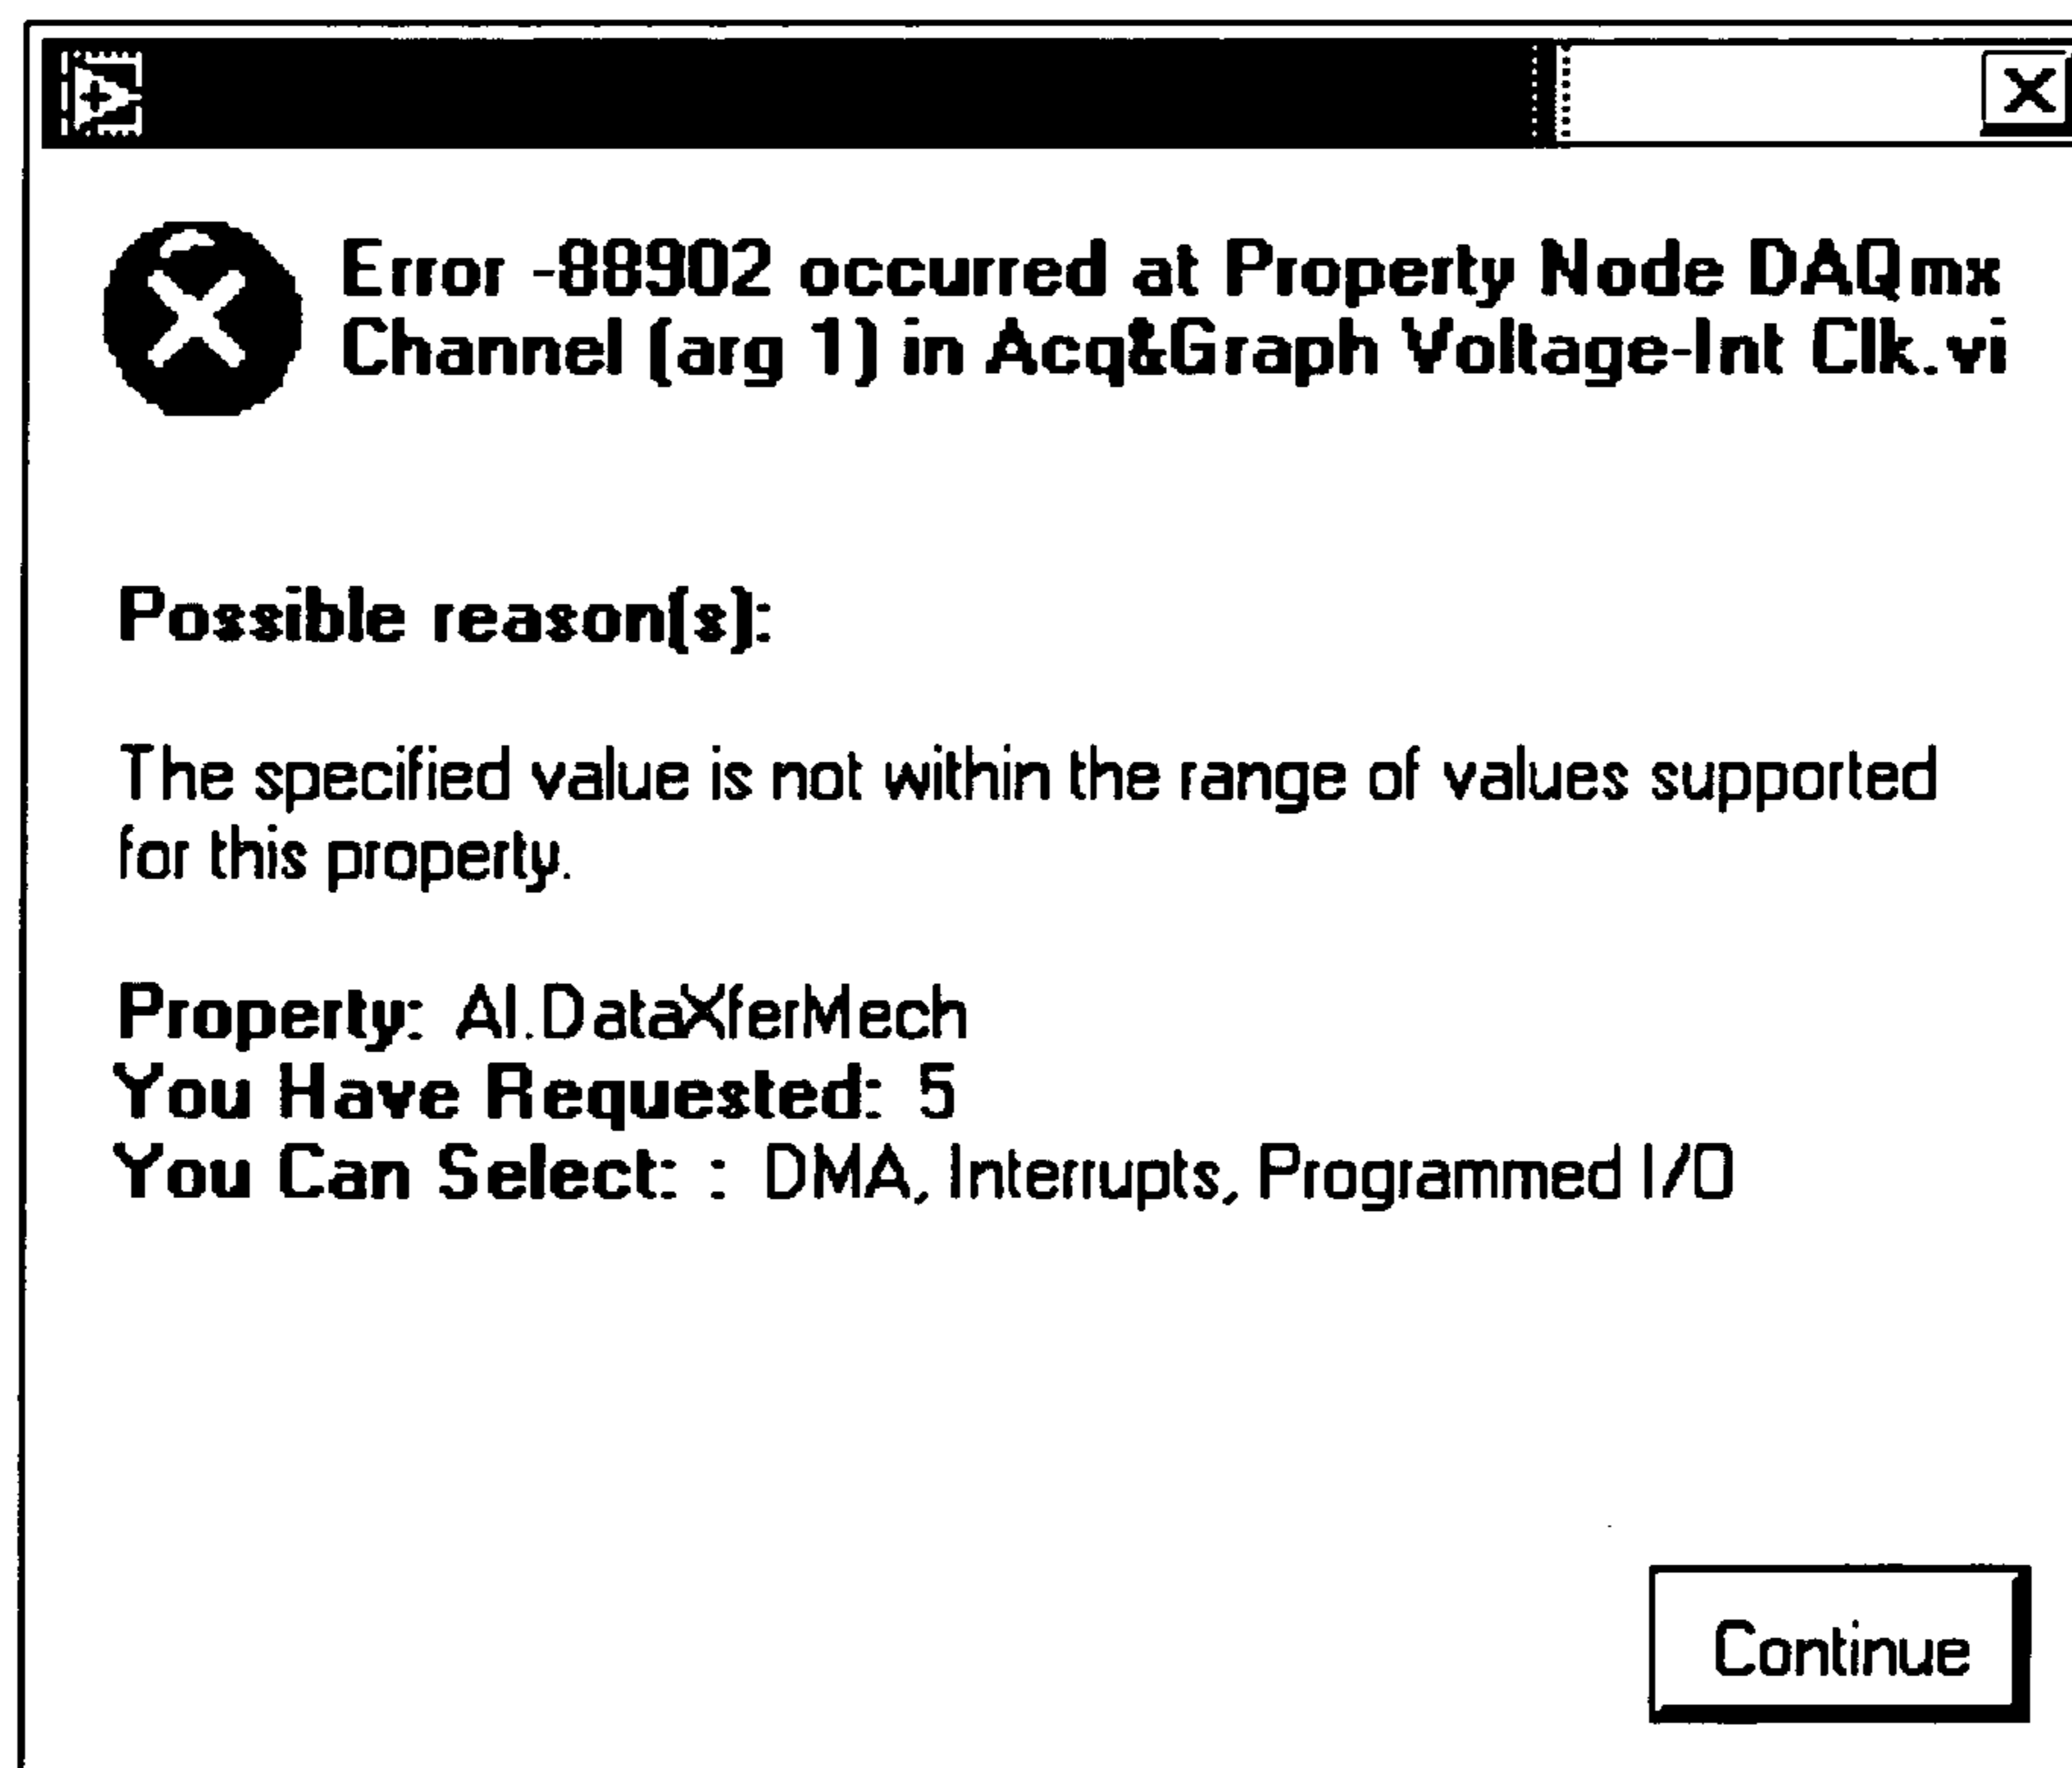 Error -88902 occurred at Property Node DAQmx
Channel (arg 1) in Acq&Graph Voltage-Int Clk.vi
Possible reason(s):
The specified value is not within the range of values supported
for this property.
Property: AI.DataXferMech
You Have Requested: 5
You Can Select: : DMA, Interrupts, Programmed I/O
Continue